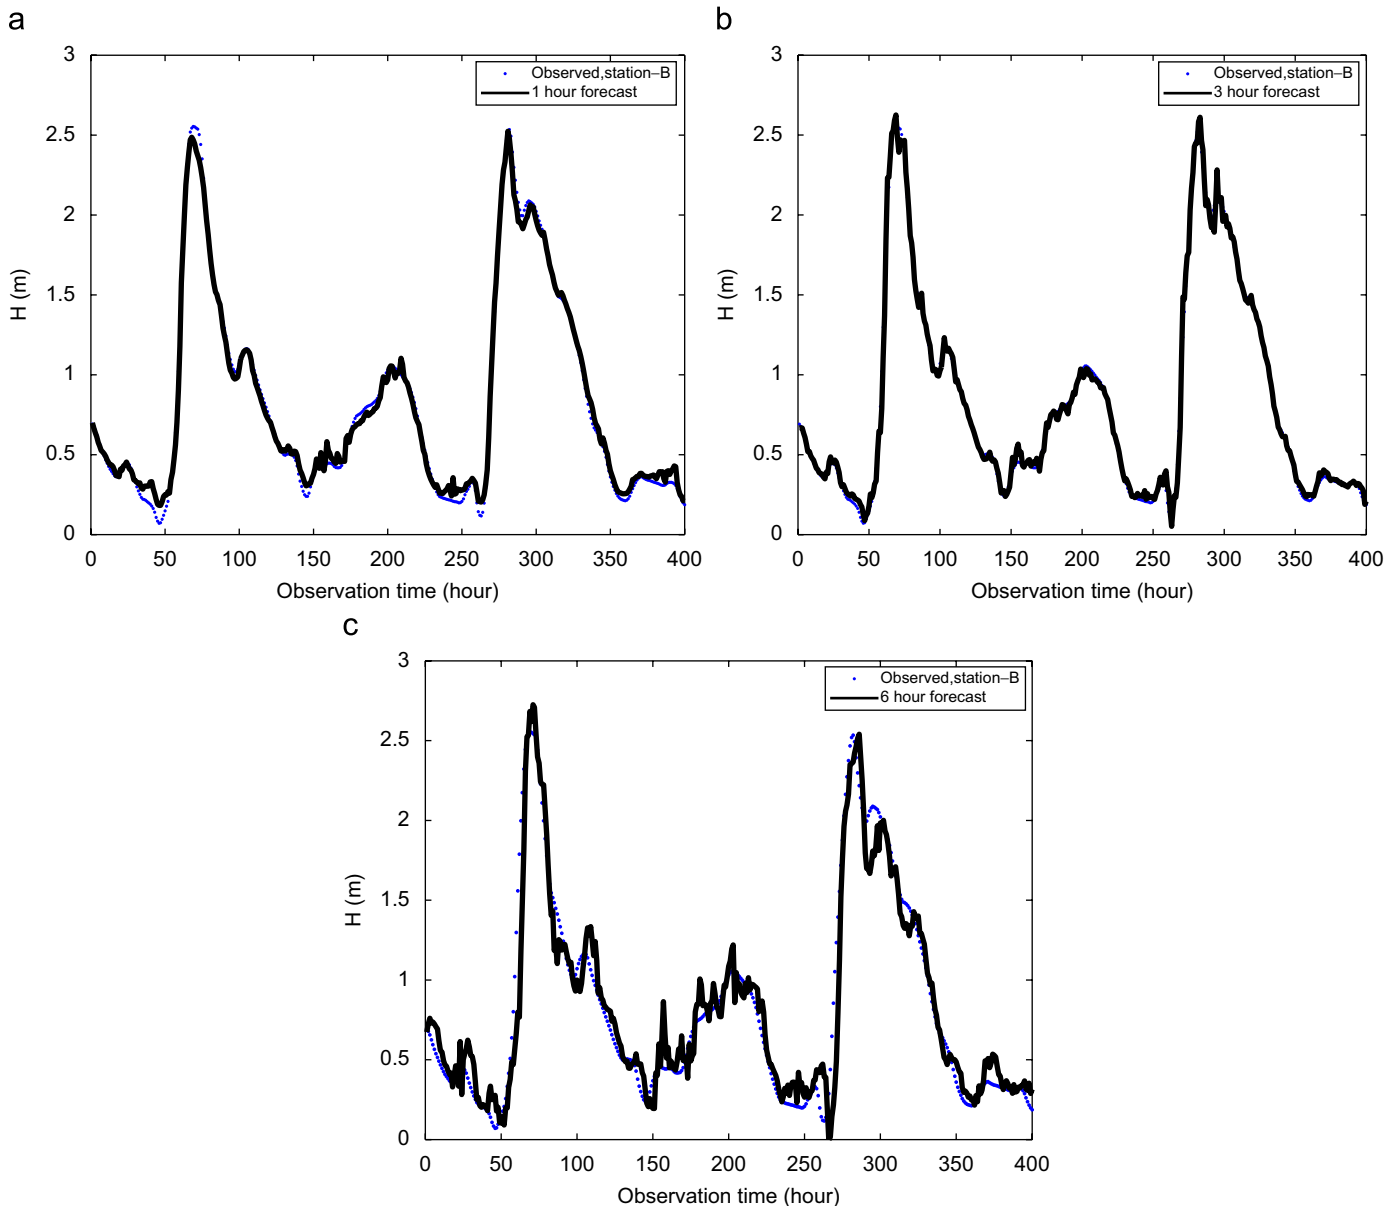 a
3
2.5
2
1.5
1
0.5
0
H (m)
Observed,station–B
1 hour forecast
0 50 100 150 200 250 300 350 400
Observation time (hour)
b
3
2.5
2
1.5
1
0.5
0
H (m)
Observed,station–B
3 hour forecast
0 50 100 150 200 250 300 350 400
Observation time (hour)
c
3
2.5
2
1.5
1
0.5
0
H (m)
Observed,station–B
6 hour forecast
0 50 100 150 200 250 300 350 400
Observation time (hour)